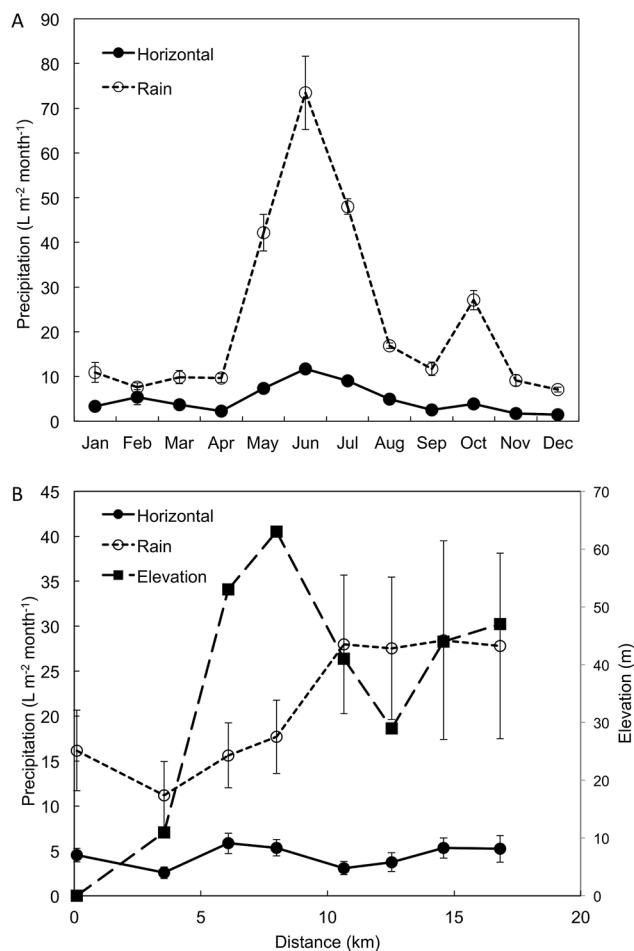 A
Precipitation (L m⁻² month⁻¹)
90
80
70
60
50
40
30
20
10
0
Horizontal
Rain
Jan Feb Mar Apr May Jun Jul Aug Sep Oct Nov Dec
B
Precipitation (L m⁻² month⁻¹)
45
40
35
30
25
20
15
10
5
0
Horizontal
Rain
Elevation
70
60
50
40
30
20
10
0
Elevation (m)
0 5 10 15 20
Distance (km)